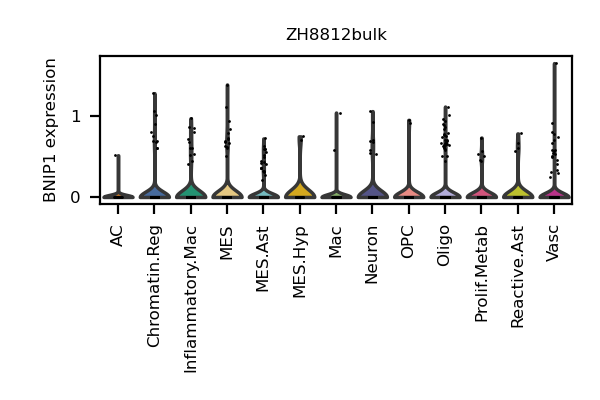 ZH8812bulk
BNIP1 expression
1
0
AC
Chromatin.Reg
Inflammatory.Mac
MES
MES.Ast
MES.Hyp
Mac
Neuron
OPC
Oligo
Prolif.Metab
Reactive.Ast
Vasc